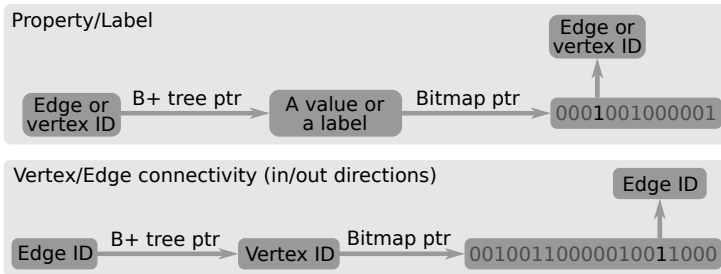 Property/Label
Edge or
vertex ID
Edge or
vertex ID
B+ tree ptr
A value or
a label
Bitmap ptr
0001001000001
Vertex/Edge connectivity (in/out directions)
Edge ID
Edge ID
B+ tree ptr
Vertex ID
Bitmap ptr
00100110000010011000